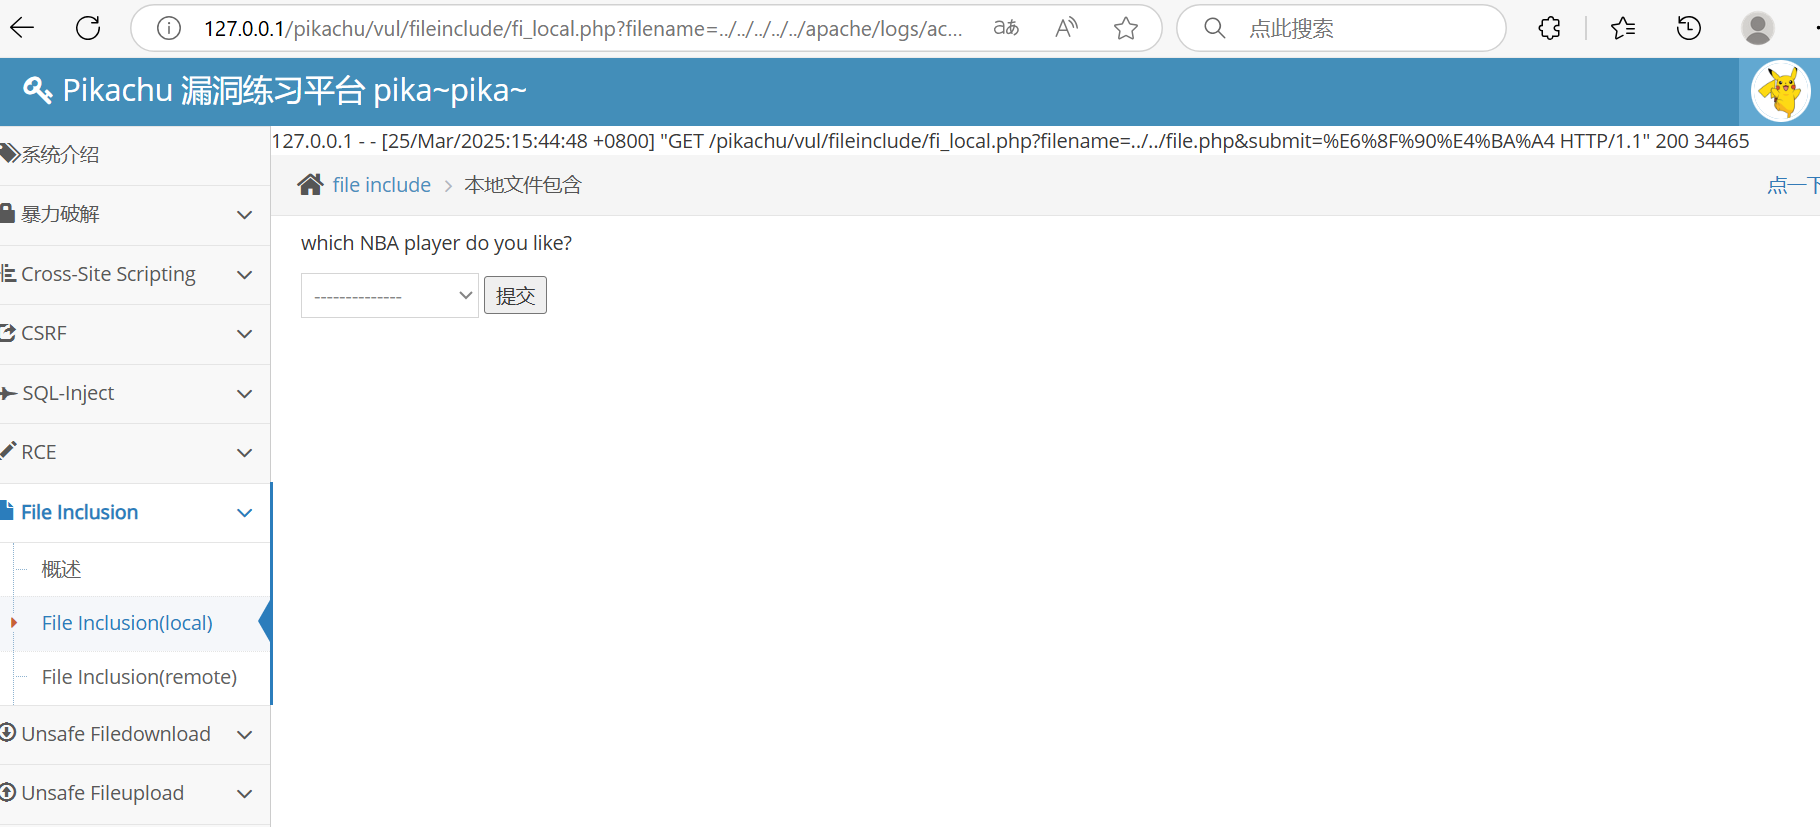 127.0.0.1/pikachu/vul/fileinclude/fi_local.php?filename=../../../../../apache/logs/ac...
点此搜索
Pikachu 漏洞练习平台 pika~pika~
127.0.0.1 - - [25/Mar/2025:15:44:48 +0800] "GET /pikachu/vul/fileinclude/fi_local.php?filename=../../file.php&submit=%E6%8F%90%E4%BA%A4 HTTP/1.1" 200 34465
file include
本地文件包含
点一下
which NBA player do you like?
--------------
提交
系统介绍
暴力破解
Cross-Site Scripting
CSRF
SQL-Inject
RCE
File Inclusion
概述
File Inclusion(local)
File Inclusion(remote)
Unsafe Filedownload
Unsafe Fileupload